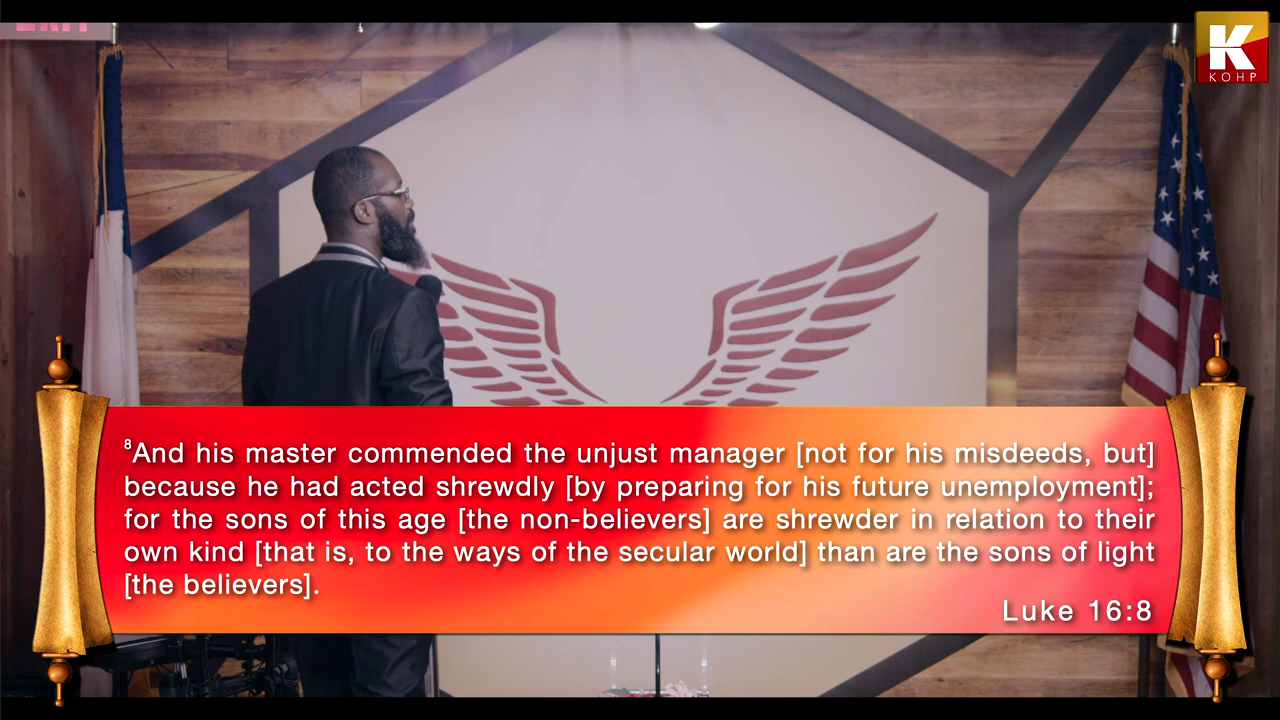 EXIT
K
KOHP
⁸And his master commended the unjust manager [not for his misdeeds, but]
because he had acted shrewdly [by preparing for his future unemployment];
for the sons of this age [the non-believers] are shrewder in relation to their
own kind [that is, to the ways of the secular world] than are the sons of light
[the believers].
Luke 16:8